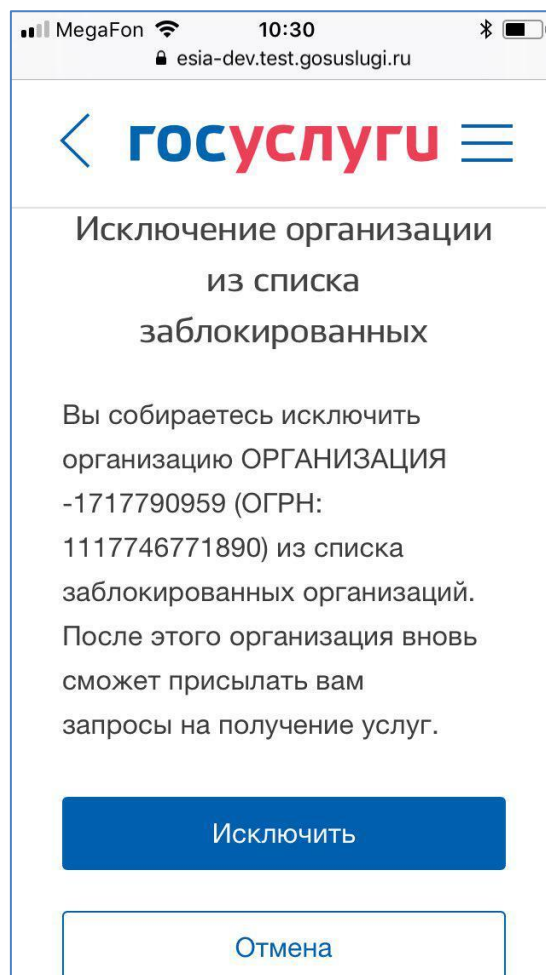 MegaFon 10:30
esia-dev.test.gosuslugi.ru
госуслуги
Исключение организации
из списка
заблокированных
Вы собираетесь исключить
организацию ОРГАНИЗАЦИЯ
-1717790959 (ОГРН:
1117746771890) из списка
заблокированных организаций.
После этого организация вновь
сможет присылать вам
запросы на получение услуг.
Исключить
Отмена